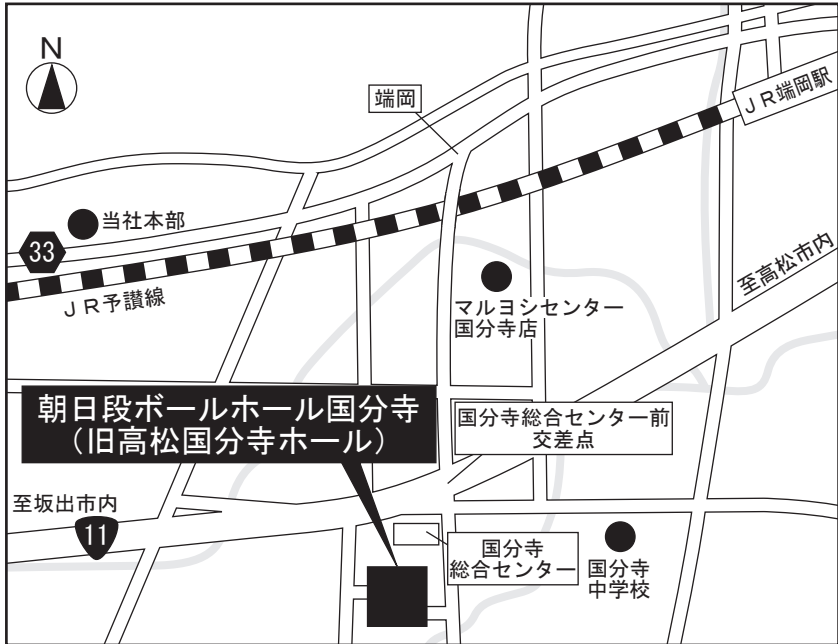 N
端岡
ＪＲ端岡駅
当社本部
33
ＪＲ予讃線
至高松市内
マルヨシセンター
国分寺店
朝日段ボールホール国分寺
（旧高松国分寺ホール）
国分寺総合センター前
交差点
至坂出市内
11
国分寺
総合センター
国分寺
中学校